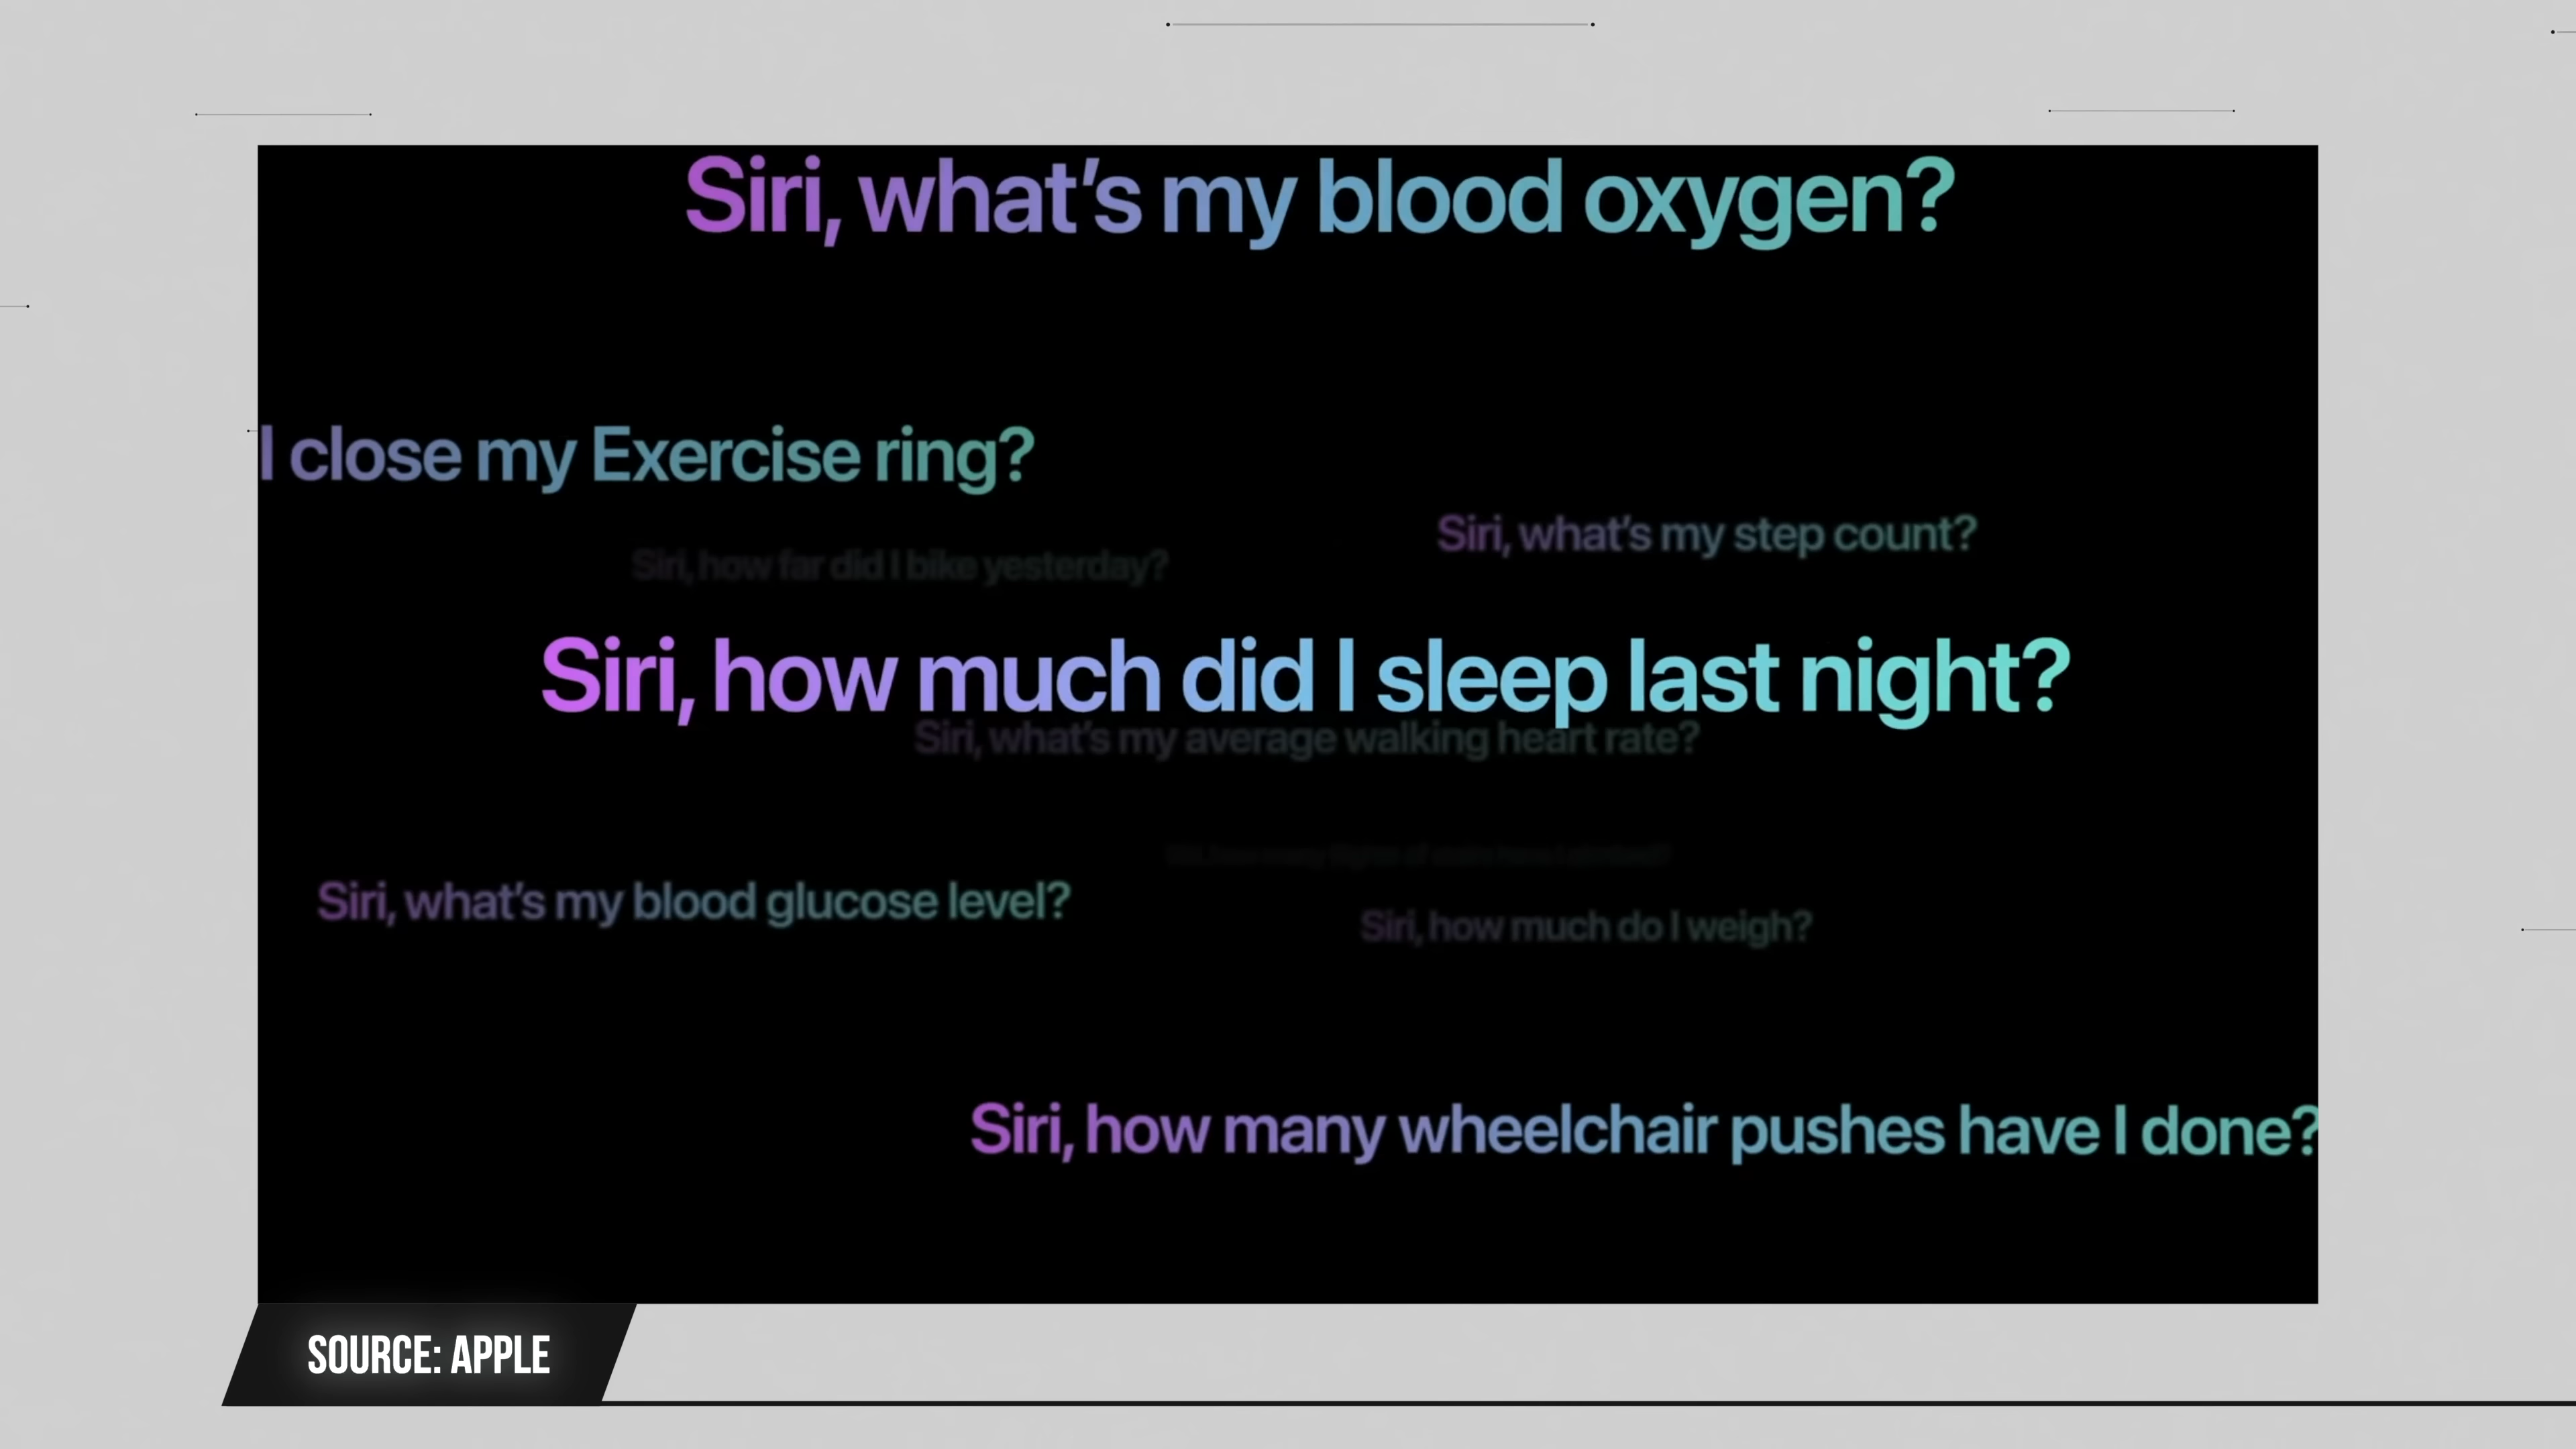 Siri, what's my blood oxygen?
I close my Exercise ring?
Siri, what's my step count?
Siri, how far did I bike yesterday?
Siri, how much did I sleep last night?
Siri, what's my average walking heart rate?
Siri, what's my blood glucose level?
Siri, how much do I weigh?
Siri, how many wheelchair pushes have I done?
SOURCE: APPLE